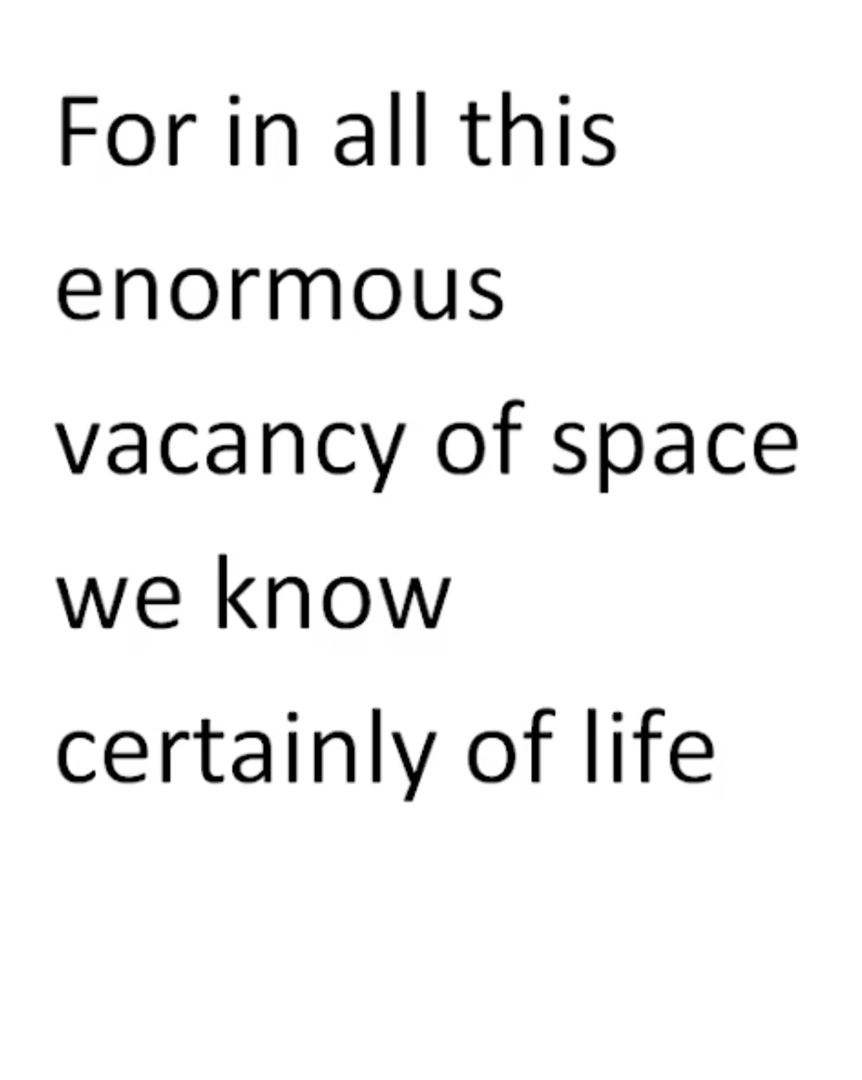 For in all this
enormous
vacancy of space
we know
certainly of life